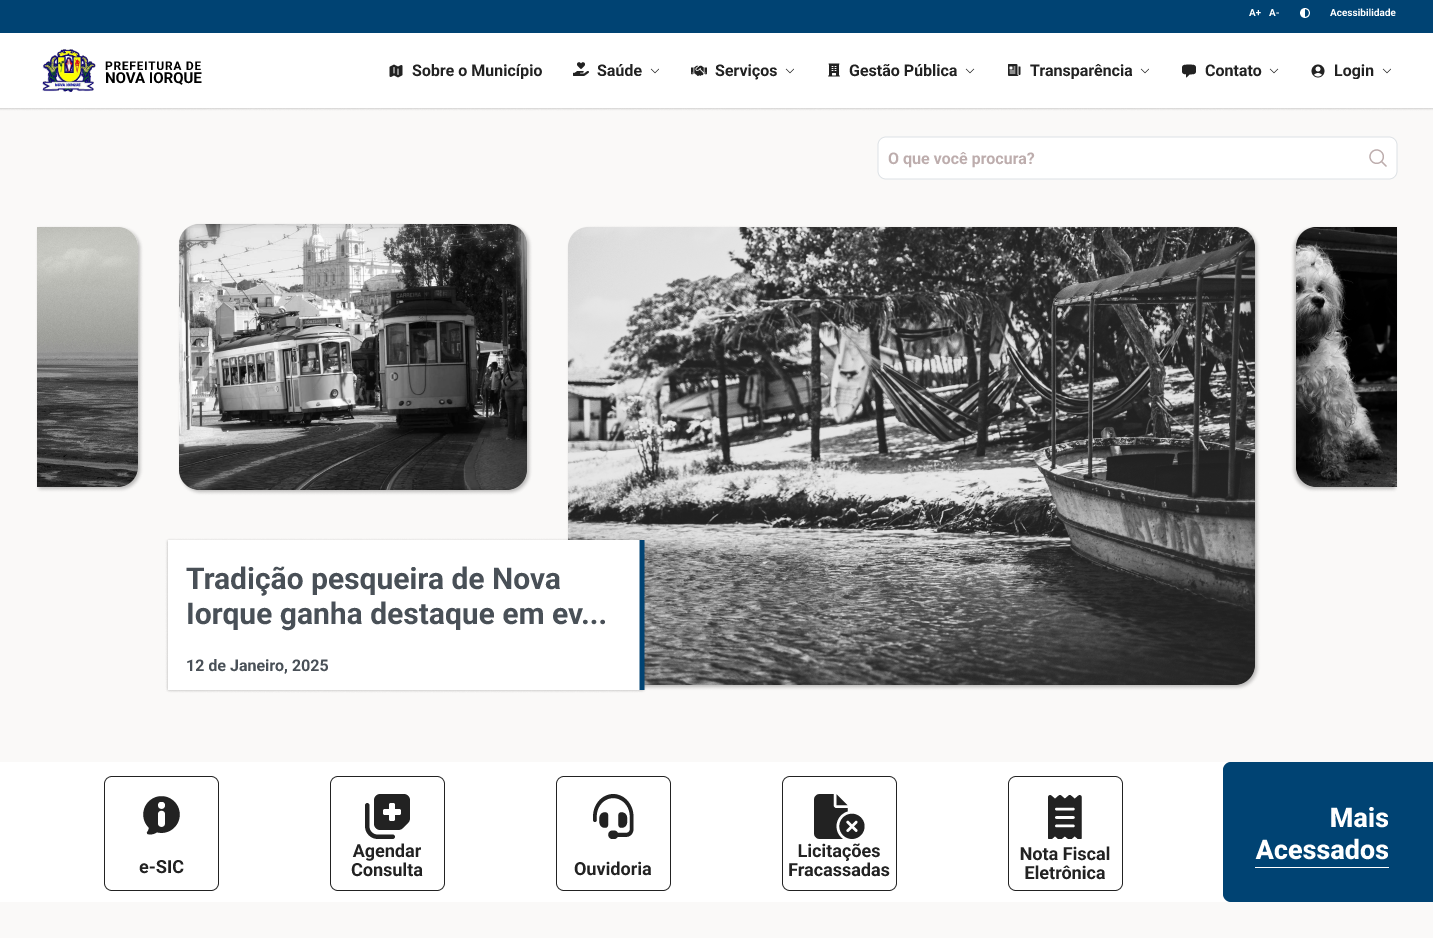 A+ A- Acessibilidade
PREFEITURA DE
NOVA IORQUE
Sobre o Município Saúde Serviços Gestão Pública Transparência Contato Login
O que você procura?
Tradição pesqueira de Nova
Iorque ganha destaque em ev...
12 de Janeiro, 2025
e-SIC
Agendar
Consulta
Ouvidoria
Licitações
Fracassadas
Nota Fiscal
Eletrônica
Mais
Acessados